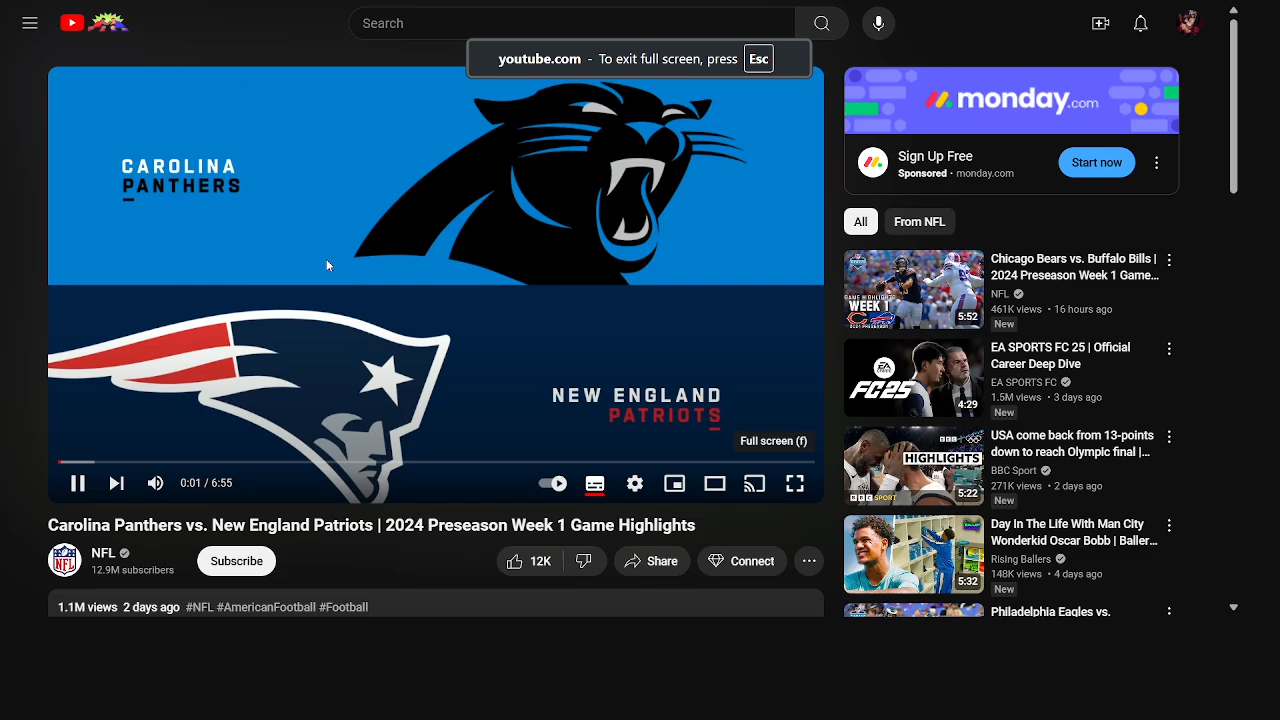 Search
youtube.com - To exit full screen, press Esc
CAROLINA
PANTHERS
NEW ENGLAND
PATRIOTS
Full screen (f)
0:01 / 6:55
Carolina Panthers vs. New England Patriots | 2024 Preseason Week 1 Game Highlights
NFL
12.9M subscribers
Subscribe
12K
Share
Connect
1.1M views 2 days ago #NFL #AmericanFootball #Football
monday.com
Sign Up Free
Sponsored · monday.com
Start now
All
From NFL
GAME HIGHLIGHTS
WEEK 1
2024 PRESEASON
5:52
Chicago Bears vs. Buffalo Bills |
2024 Preseason Week 1 Game...
NFL
461K views · 16 hours ago
New
FC25
4:29
EA SPORTS FC 25 | Official
Career Deep Dive
EA SPORTS FC
1.5M views · 3 days ago
New
BBC
HIGHLIGHTS
BBC SPORT
5:22
USA come back from 13-points
down to reach Olympic final |...
BBC Sport
271K views · 2 days ago
New
5:32
Day In The Life With Man City
Wonderkid Oscar Bobb | Baller...
Rising Ballers
148K views · 4 days ago
New
Philadelphia Eagles vs.